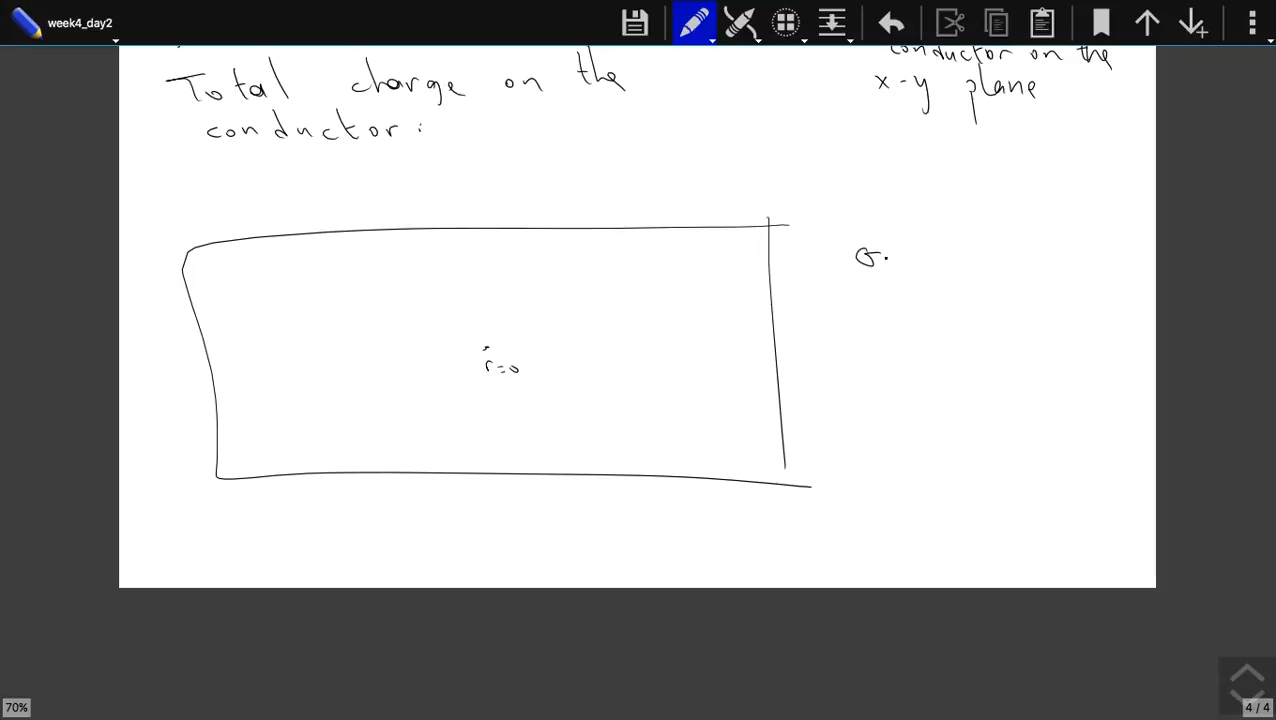 week4_day2
conductor on the
x-y plane
Total charge on the
conductor:
σ.
r=0
70%
4 / 4